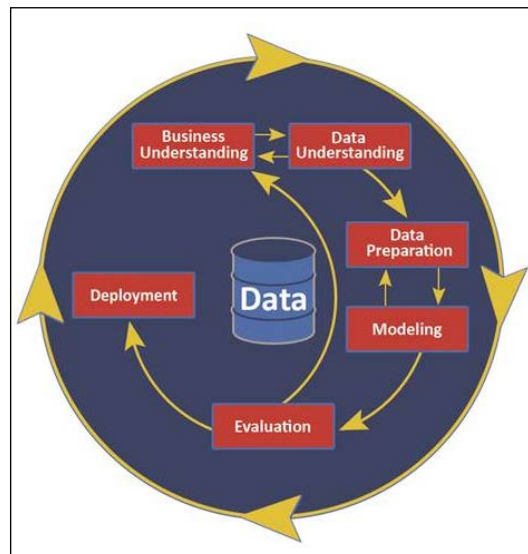 Business
Understanding
Data
Understanding
Data
Preparation
Modeling
Evaluation
Deployment
Data